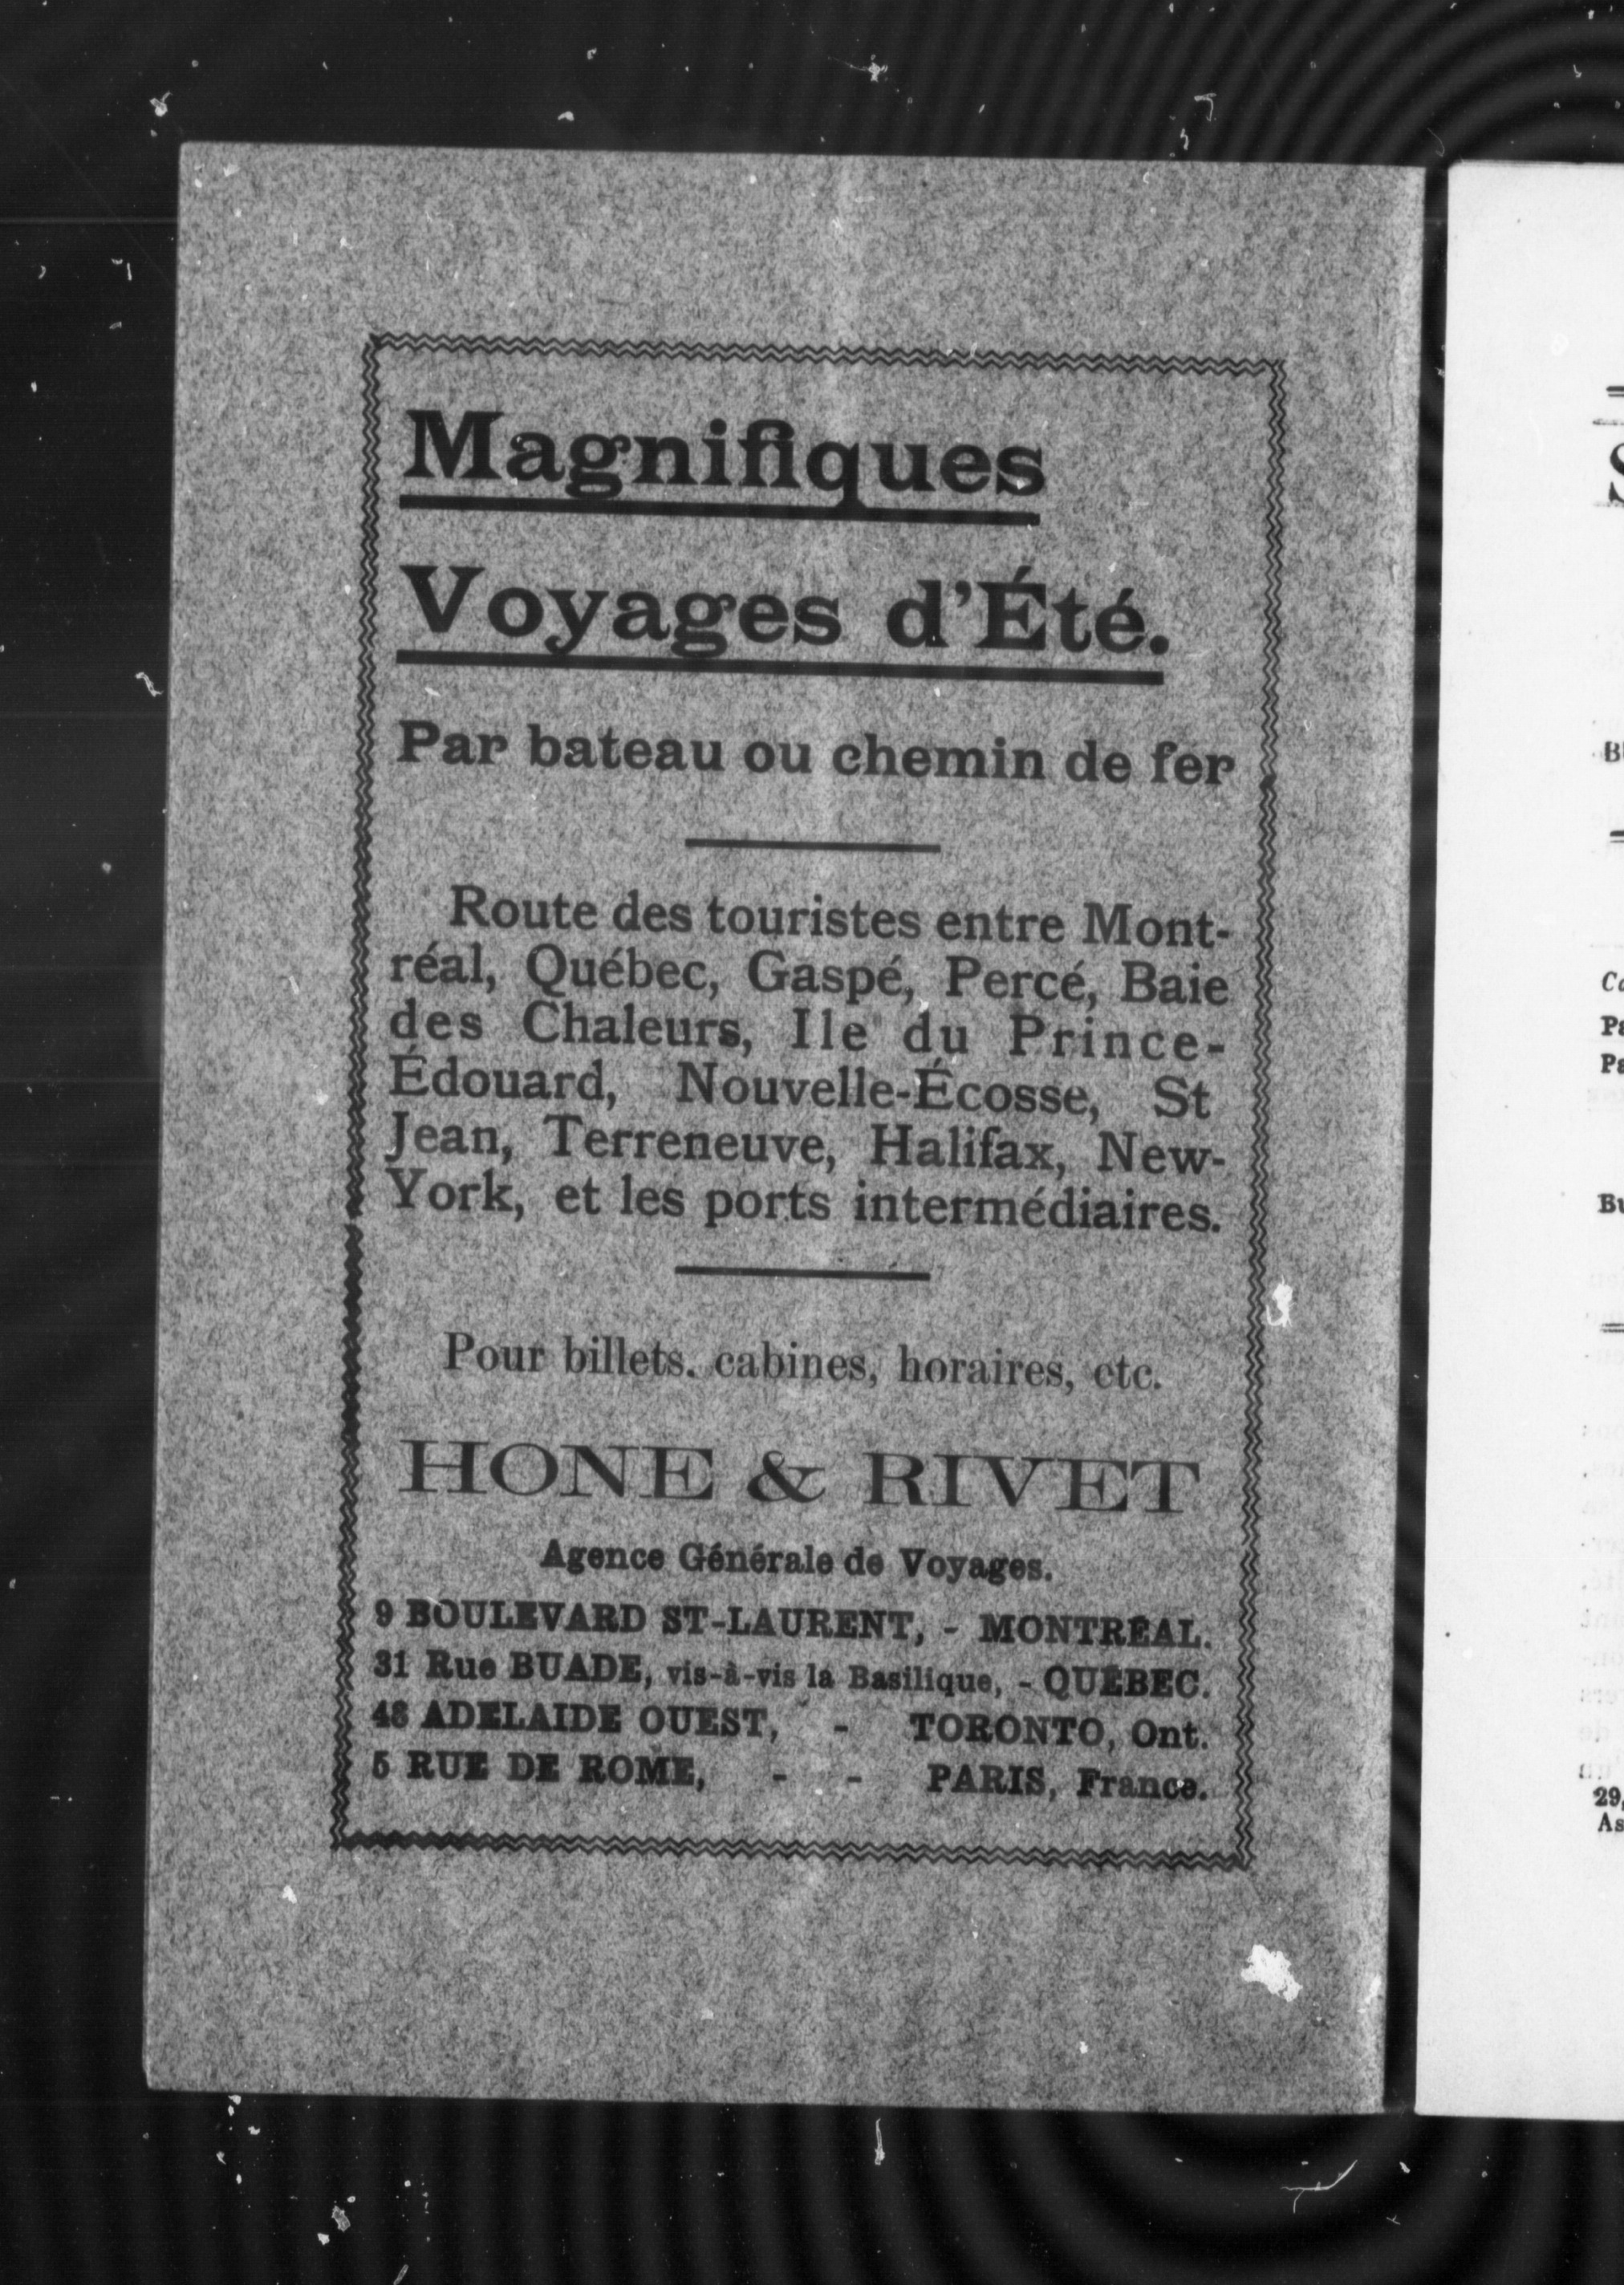 Magnifiques
Voyages d'Été.
Par bateau ou chemin de fer
Route des touristes entre Mont-
réal, Québec, Gaspé, Percé, Baie
des Chaleurs, Ile du Prince-
Édouard, Nouvelle-Écosse, St
Jean, Terreneuve, Halifax, New-
York, et les ports intermédiaires.
Pour billets. cabines, horaires, etc.
HONE & RIVET
Agence Générale de Voyages.
9 BOULEVARD ST-LAURENT, - MONTRÉAL.
31 Rue BUADE, vis-à-vis la Basilique, - QUÉBEC.
48 ADELAIDE OUEST, - TORONTO, Ont.
5 RUE DE ROME, - - PARIS, France.
29,